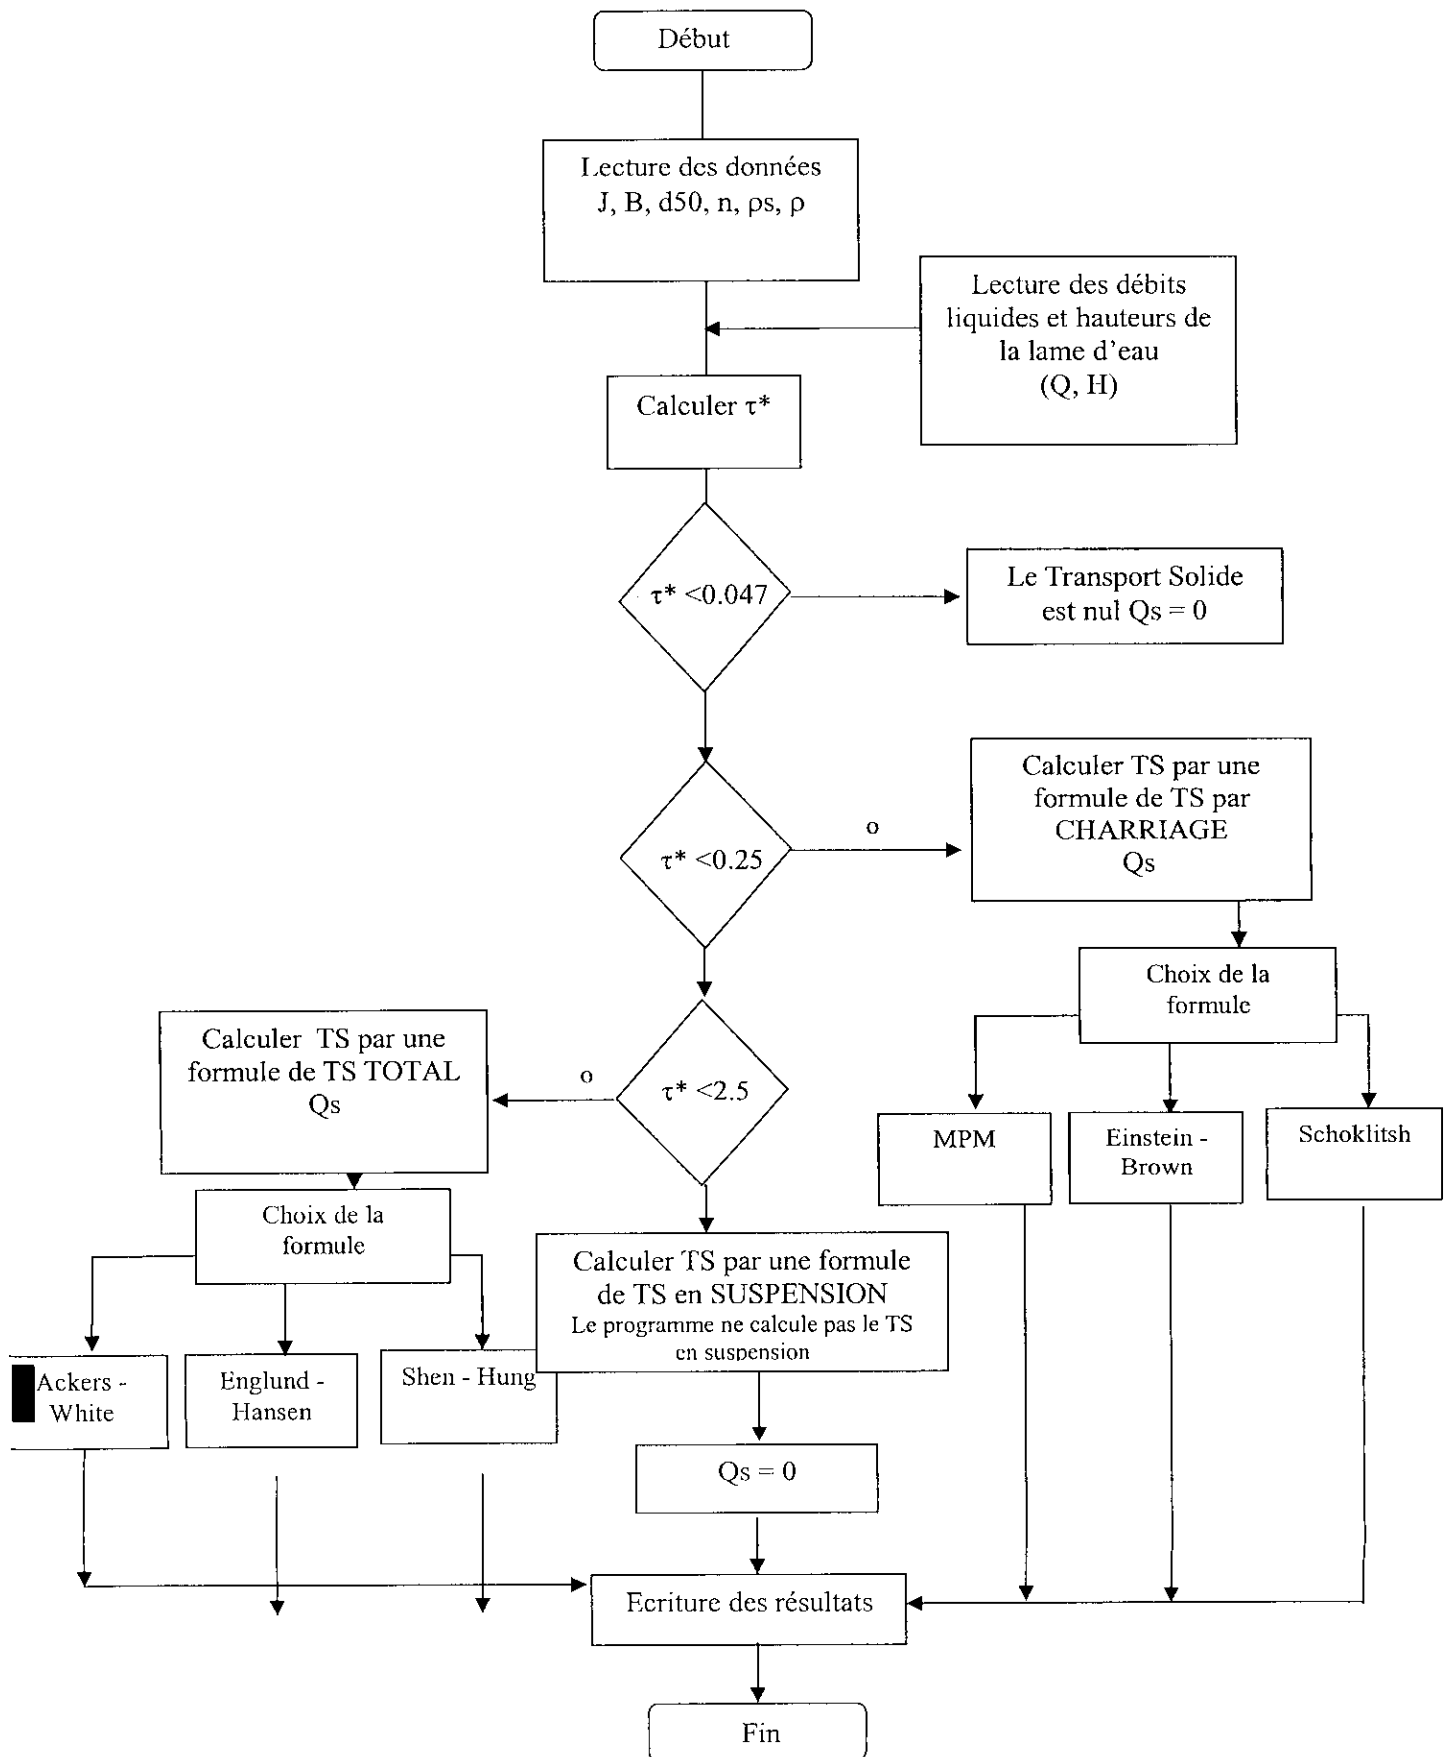 Début
Lecture des données
J, B, d50, n, ρs, ρ
Lecture des débits
liquides et hauteurs de
la lame d'eau
(Q, H)
Calculer τ*
τ* <0.047
Le Transport Solide
est nul Qs = 0
Calculer TS par une
formule de TS par
CHARRIAGE
Qs
o
τ* <0.25
Choix de la
formule
Calculer TS par une
formule de TS TOTAL
Qs
o
τ* <2.5
MPM
Einstein -
Brown
Schoklitsh
Choix de la
formule
Calculer TS par une formule
de TS en SUSPENSION
Le programme ne calcule pas le TS
en suspension
Ackers -
White
Englund -
Hansen
Shen - Hung
Qs = 0
Ecriture des résultats
Fin